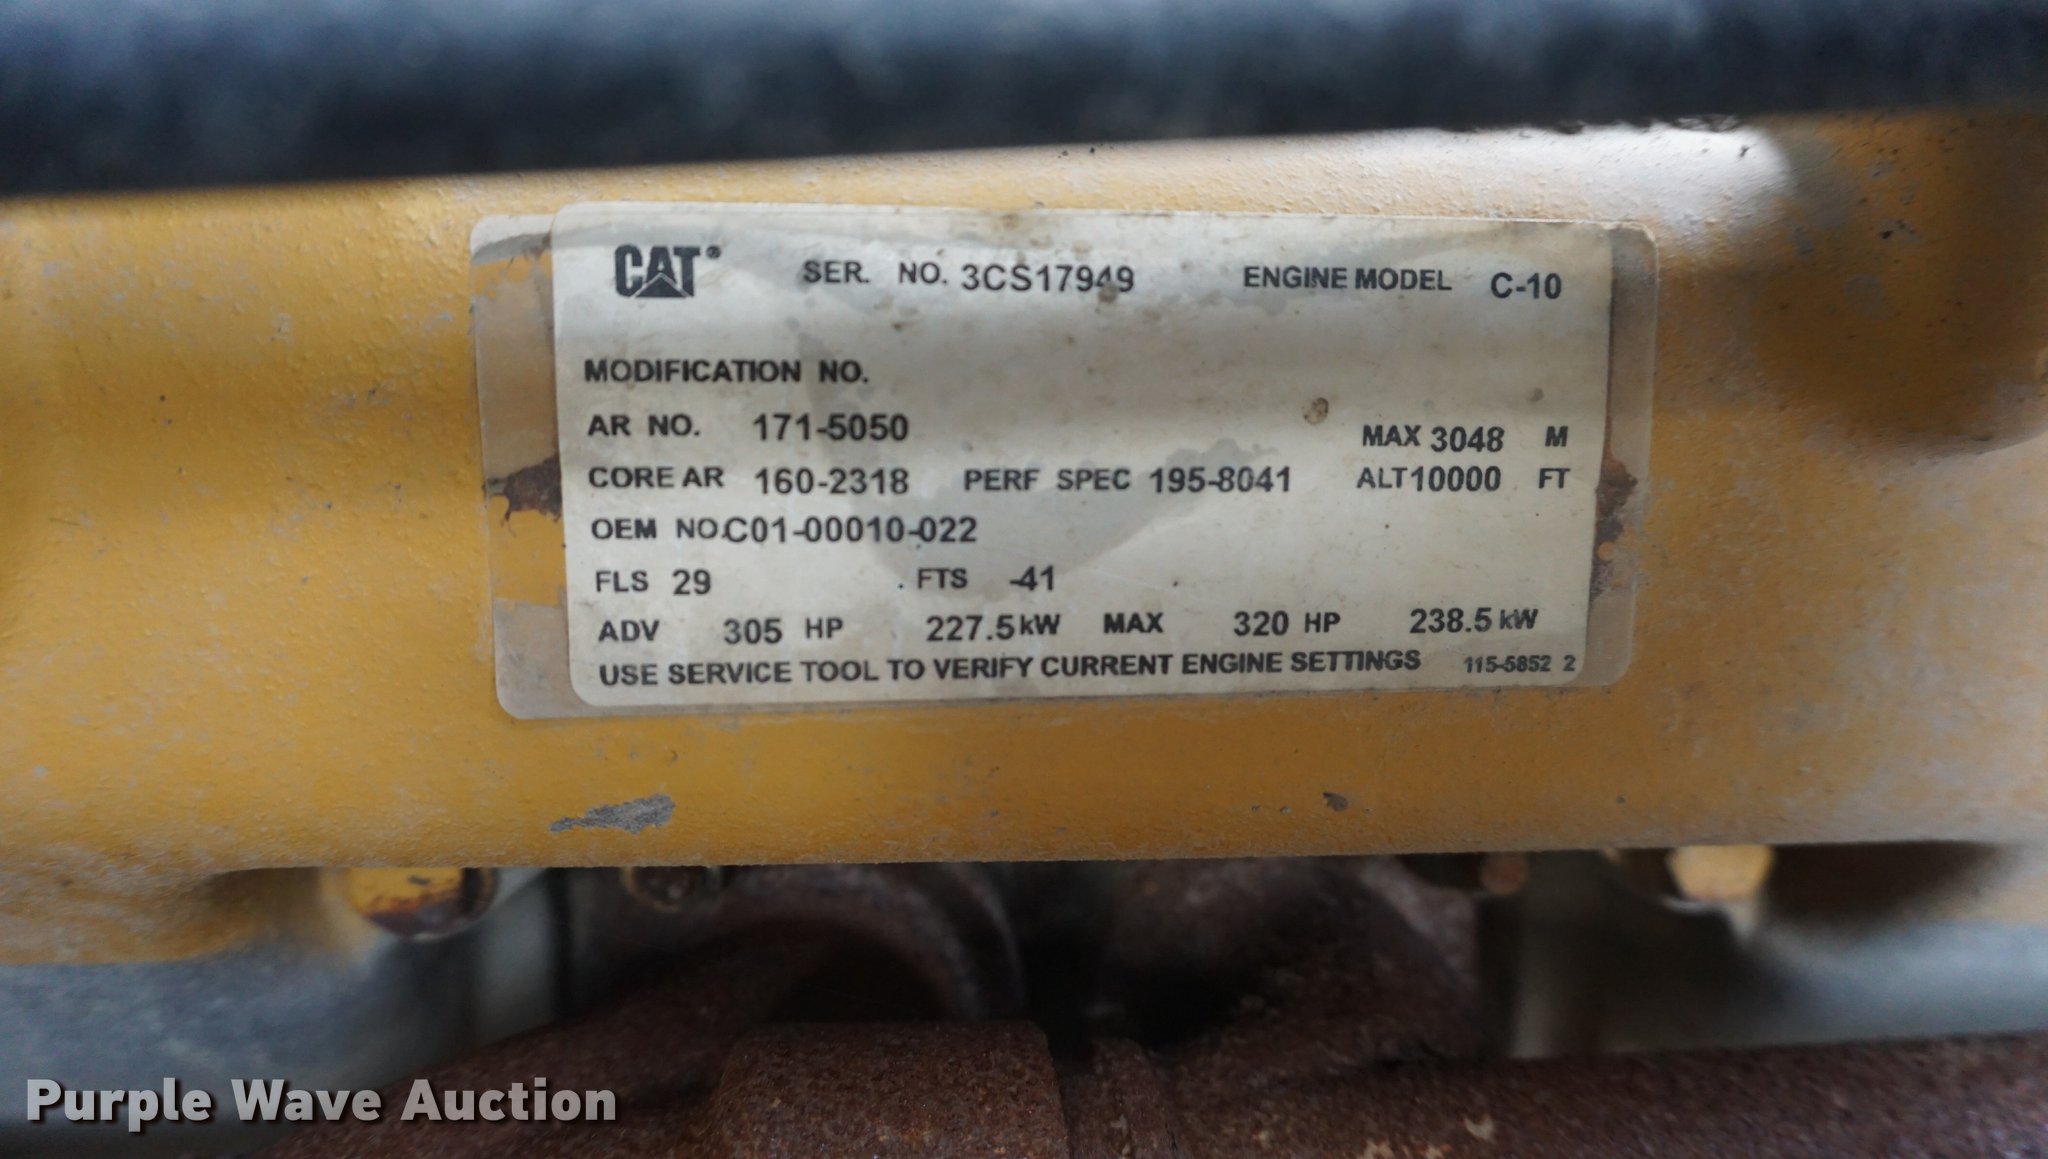 CAT® SER. NO. 3CS17949 ENGINE MODEL C-10
MODIFICATION NO.
AR NO. 171-5050 MAX 3048 M
CORE AR 160-2318 PERF SPEC 195-8041 ALT 10000 FT
OEM NO. C01-00010-022
FLS 29 FTS -41
ADV 305 HP 227.5 kW MAX 320 HP 238.5 kW
USE SERVICE TOOL TO VERIFY CURRENT ENGINE SETTINGS 115-5852 2
Purple Wave Auction